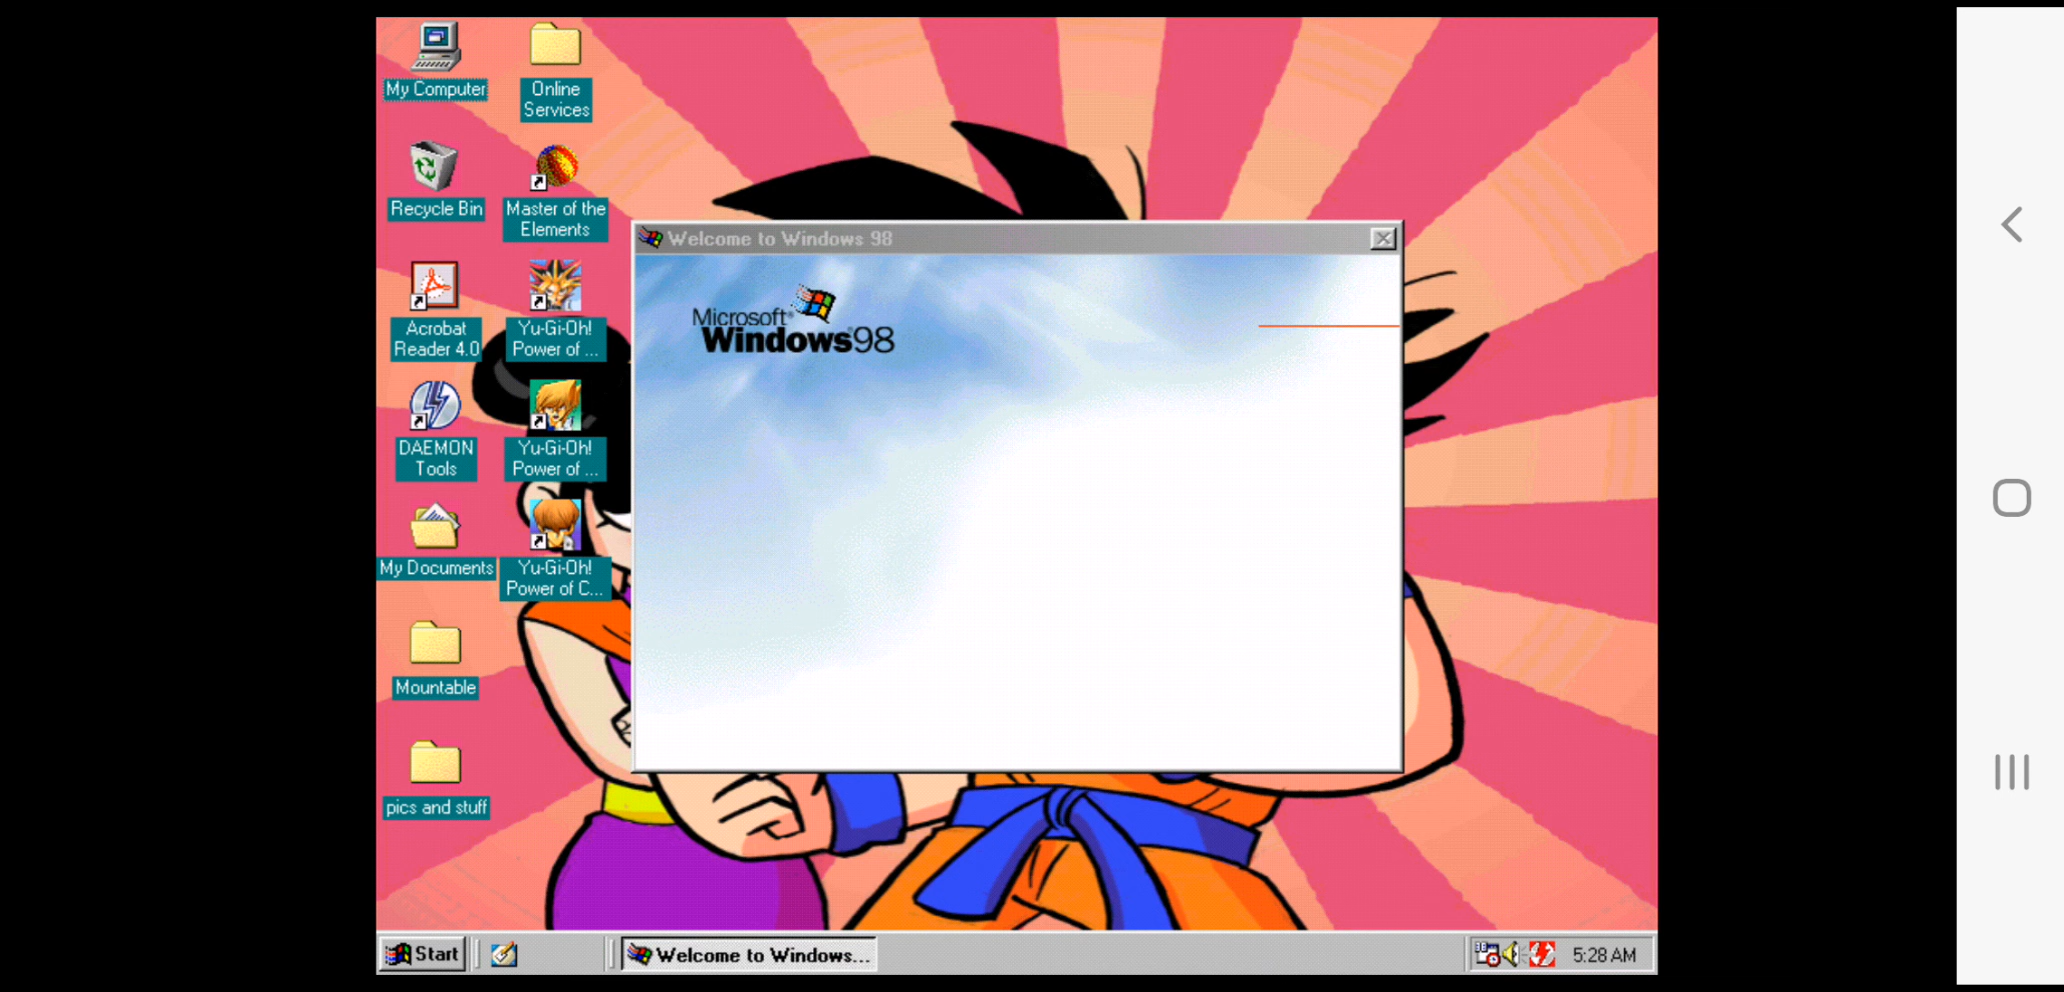 My Computer
Online
Services
Recycle Bin
Master of the
Elements
Acrobat
Reader 4.0
Yu-Gi-Oh!
Power of ...
DAEMON
Tools
Yu-Gi-Oh!
Power of ...
My Documents
Yu-Gi-Oh!
Power of C...
Mountable
pics and stuff
Welcome to Windows 98
Microsoft®
Windows98
Start
Welcome to Windows...
5:28 AM